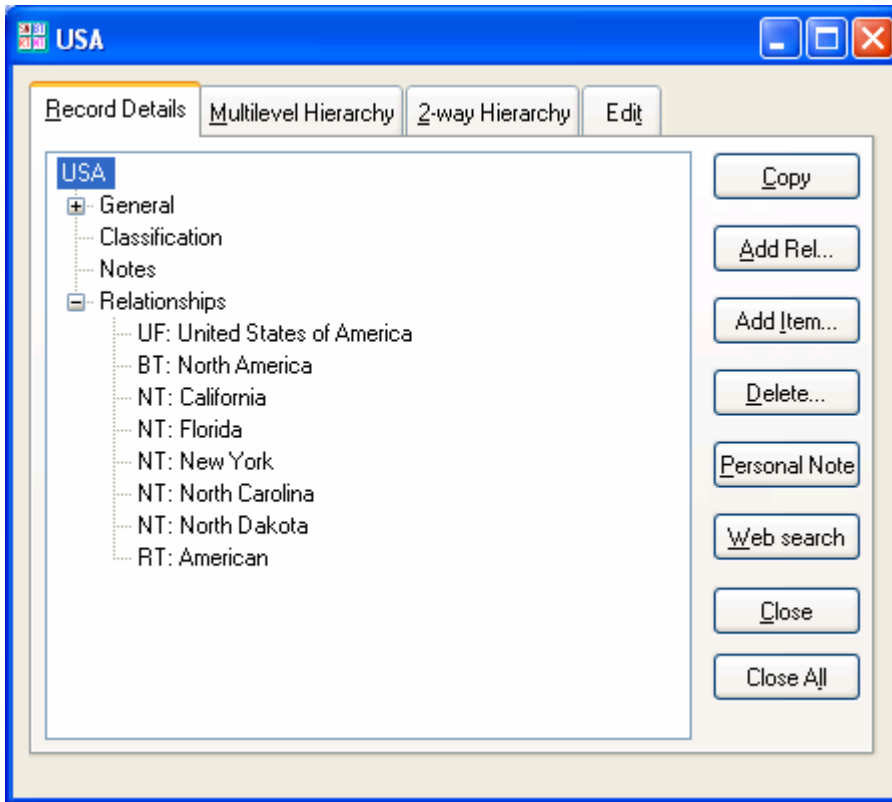 USA
Record Details
Multilevel Hierarchy
2-way Hierarchy
Edit
USA
General
Classification
Notes
Relationships
UF: United States of America
BT: North America
NT: California
NT: Florida
NT: New York
NT: North Carolina
NT: North Dakota
RT: American
Copy
Add Rel...
Add Item...
Delete...
Personal Note
Web search
Close
Close All